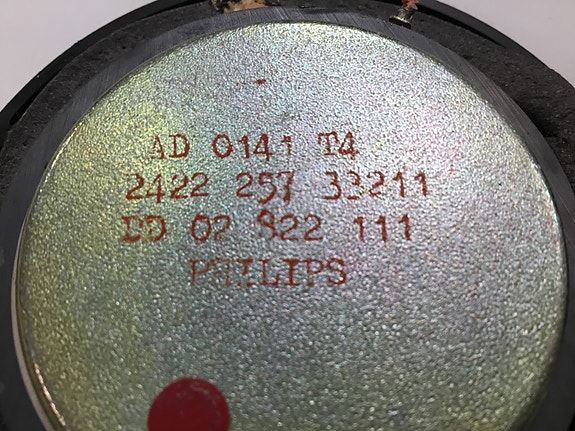 AD 0141 T4
2422 257 33211
DD 02 822 111
PHILIPS